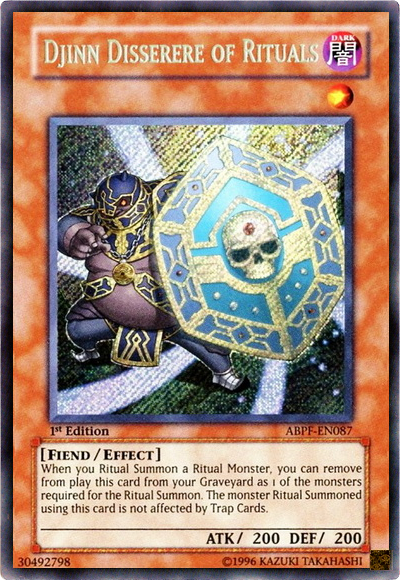 DJINN DISSERERE OF RITUALS
DARK
闇
1st Edition
ABPF-EN087
[FIEND / EFFECT]
When you Ritual Summon a Ritual Monster, you can remove
from play this card from your Graveyard as 1 of the monsters
required for the Ritual Summon. The monster Ritual Summoned
using this card is not affected by Trap Cards.
ATK / 200 DEF / 200
30492798
©1996 KAZUKI TAKAHASHI